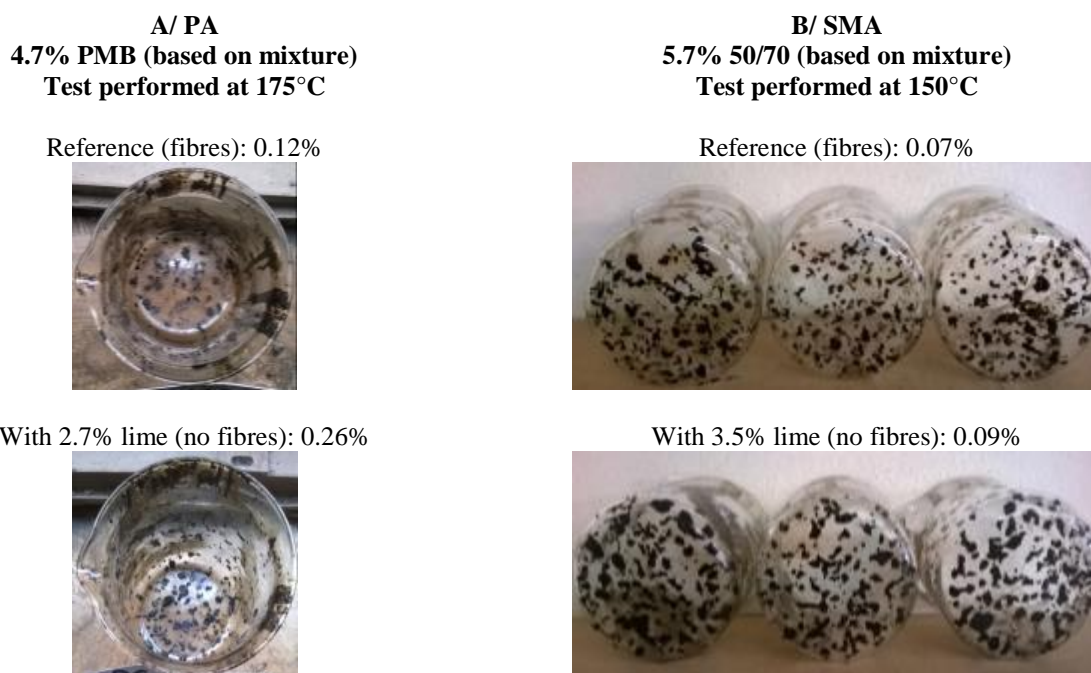 A/ PA
4.7% PMB (based on mixture)
Test performed at 175°C
Reference (fibres): 0.12%
With 2.7% lime (no fibres): 0.26%
B/ SMA
5.7% 50/70 (based on mixture)
Test performed at 150°C
Reference (fibres): 0.07%
With 3.5% lime (no fibres): 0.09%